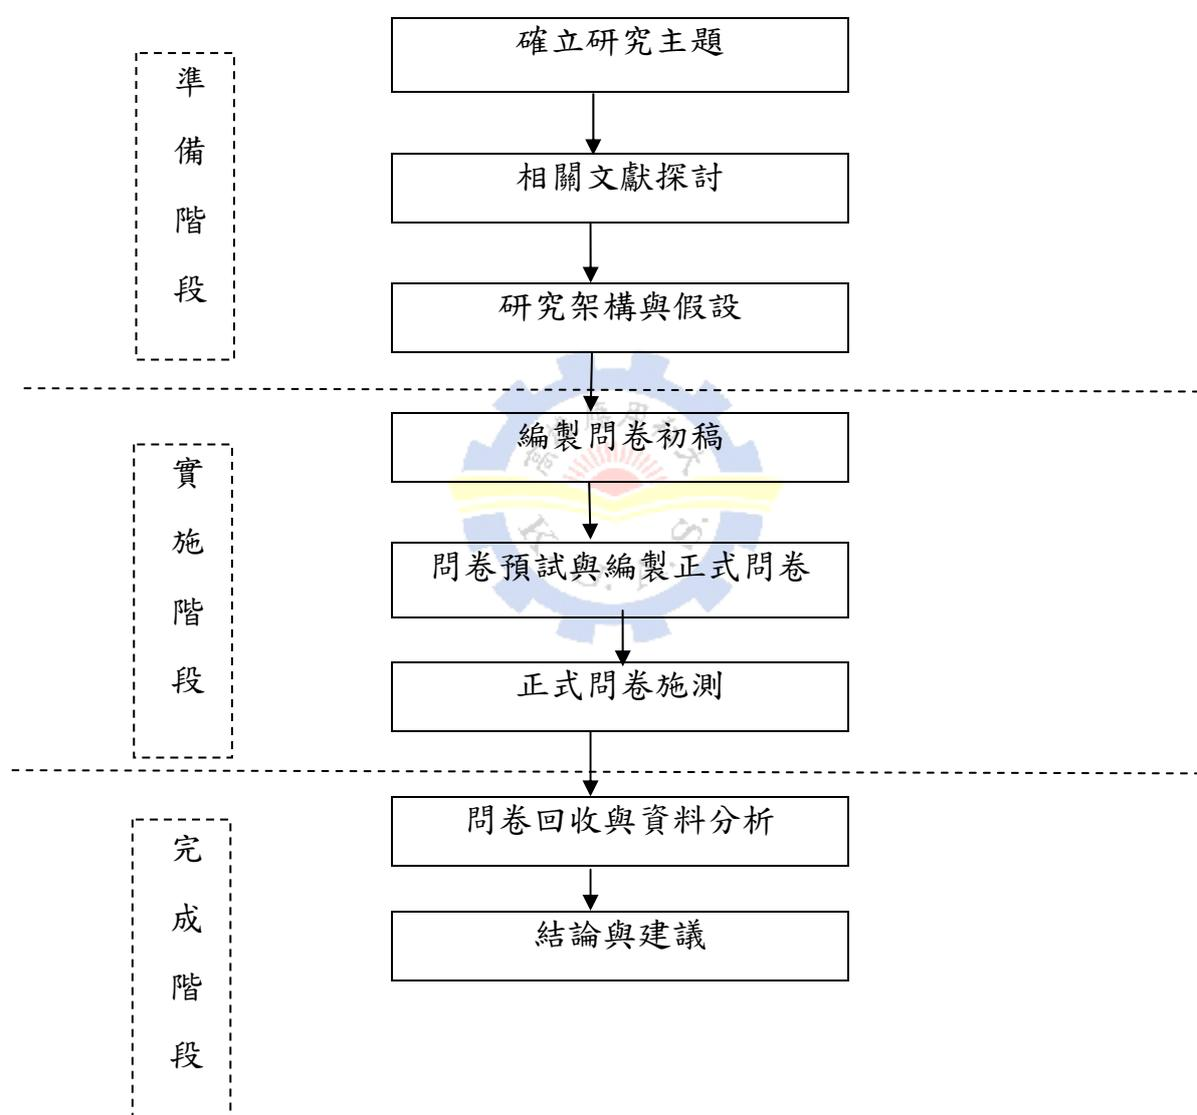 確立研究主題
準備階段
相關文獻探討
研究架構與假設
編製問卷初稿
實施階段
問卷預試與編製正式問卷
正式問卷施測
問卷回收與資料分析
完成階段
結論與建議